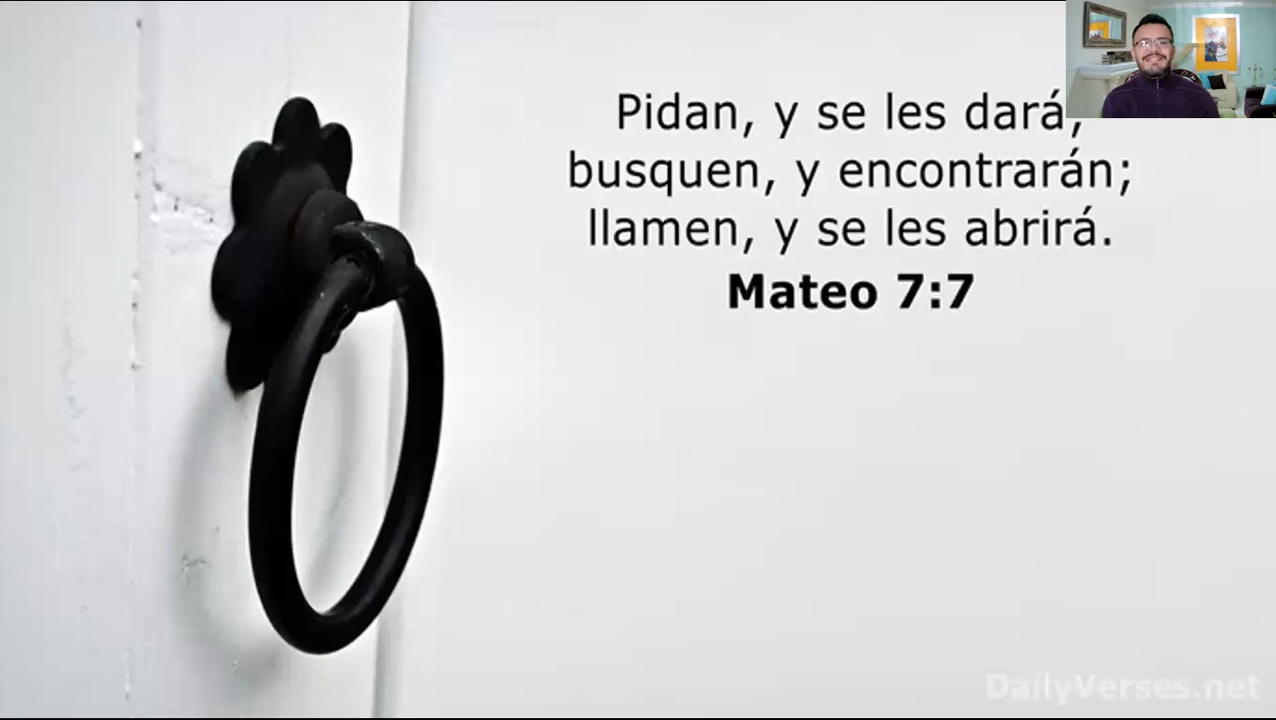 Pidan, y se les dará;
busquen, y encontrarán;
llamen, y se les abrirá.
Mateo 7:7
DailyVerses.net